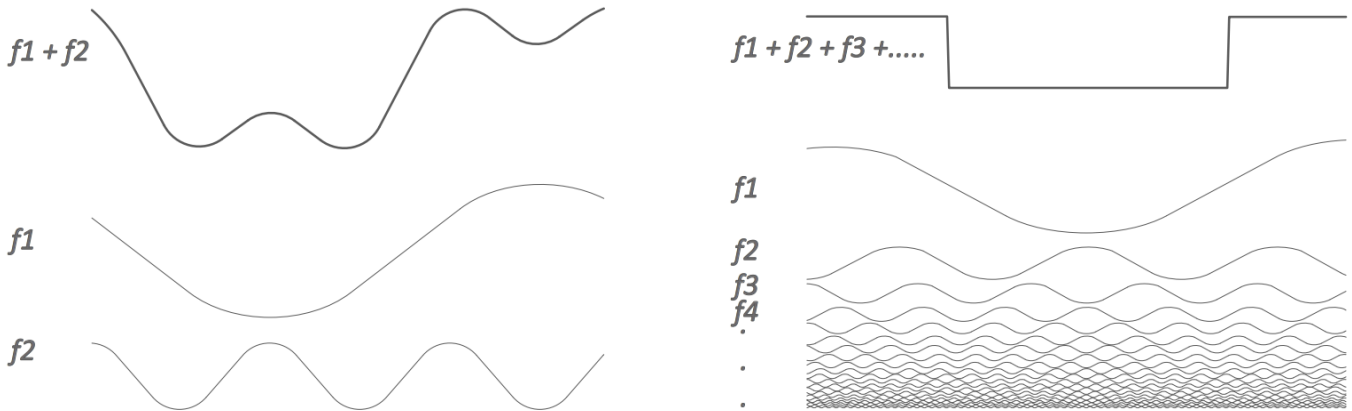 f1 + f2
f1
f2
f1 + f2 + f3 +.....
f1
f2
f3
f4
.
.
.